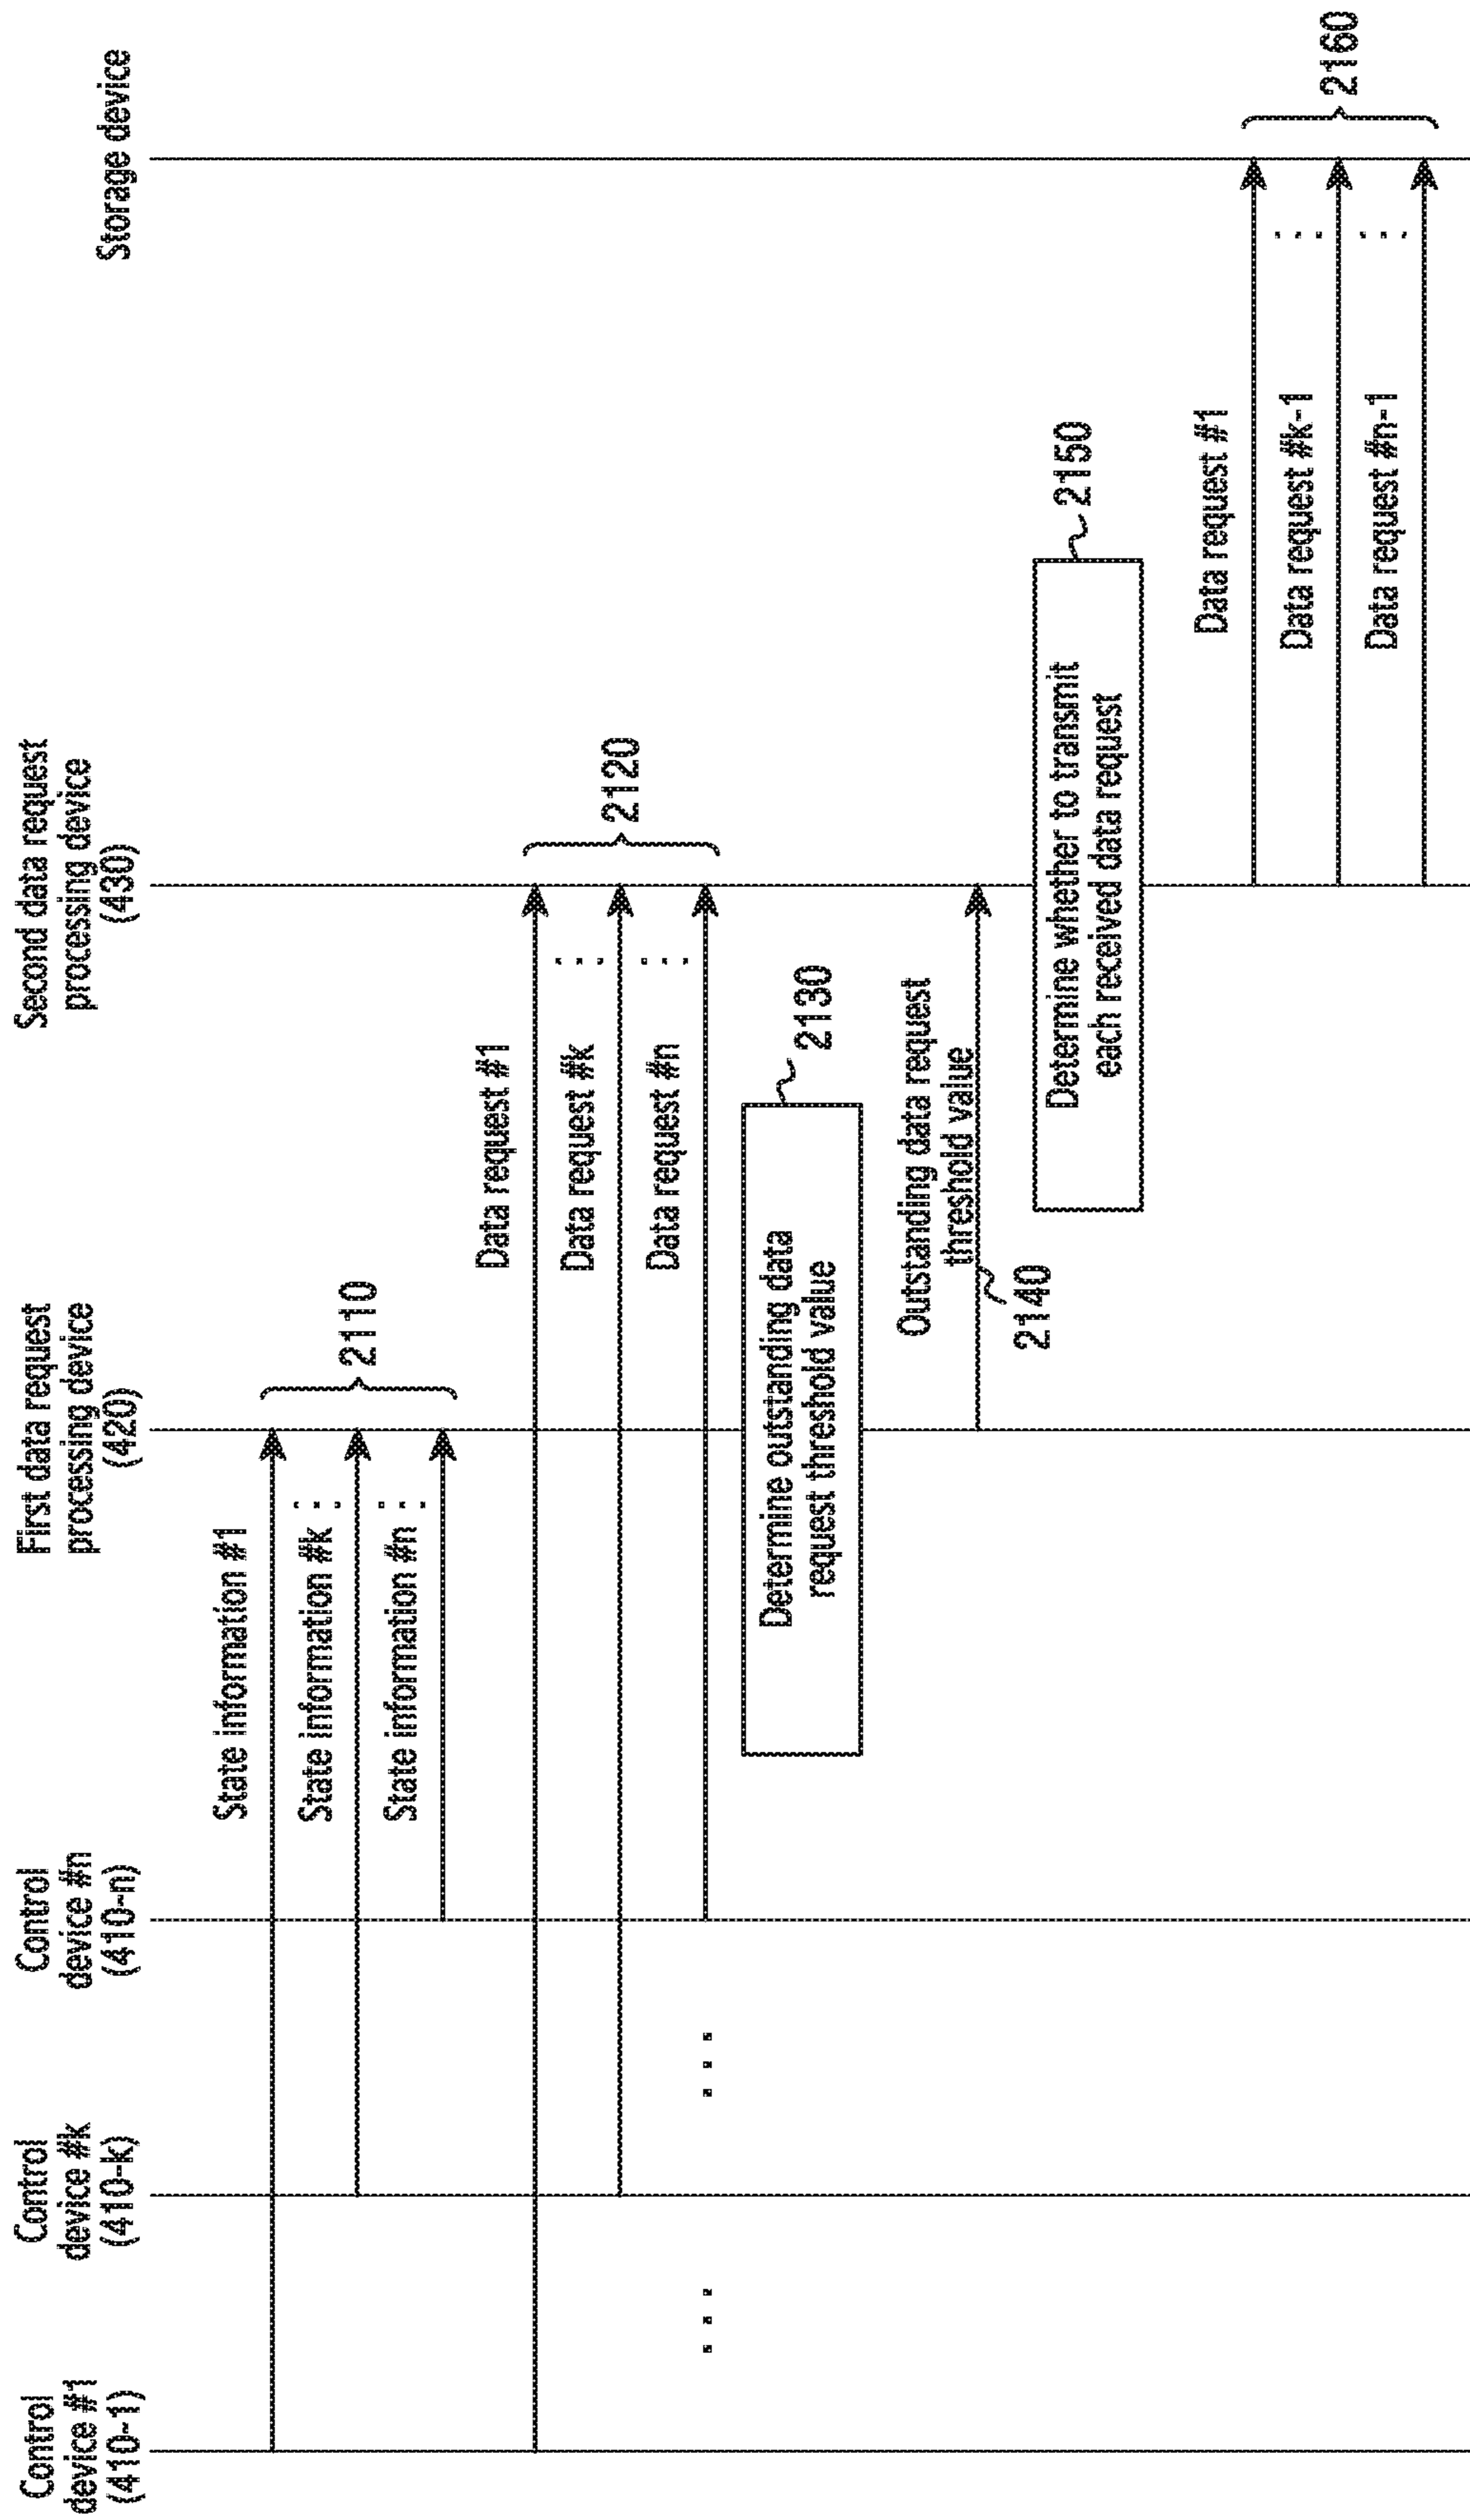 Control
device #1
(410-1)
Control
device #k
(410-k)
Control
device #n
(410-n)
First data request
processing device
(420)
Second data request
processing device
(430)
Storage device
State information #1
State information #k
State information #n
2110
Data request #1
Data request #k
Data request #n
2120
Determine outstanding data
request threshold value
2130
Outstanding data request
threshold value
2140
Determine whether to transmit
each received data request
2150
Data request #1
Data request #k-1
Data request #n-1
2160